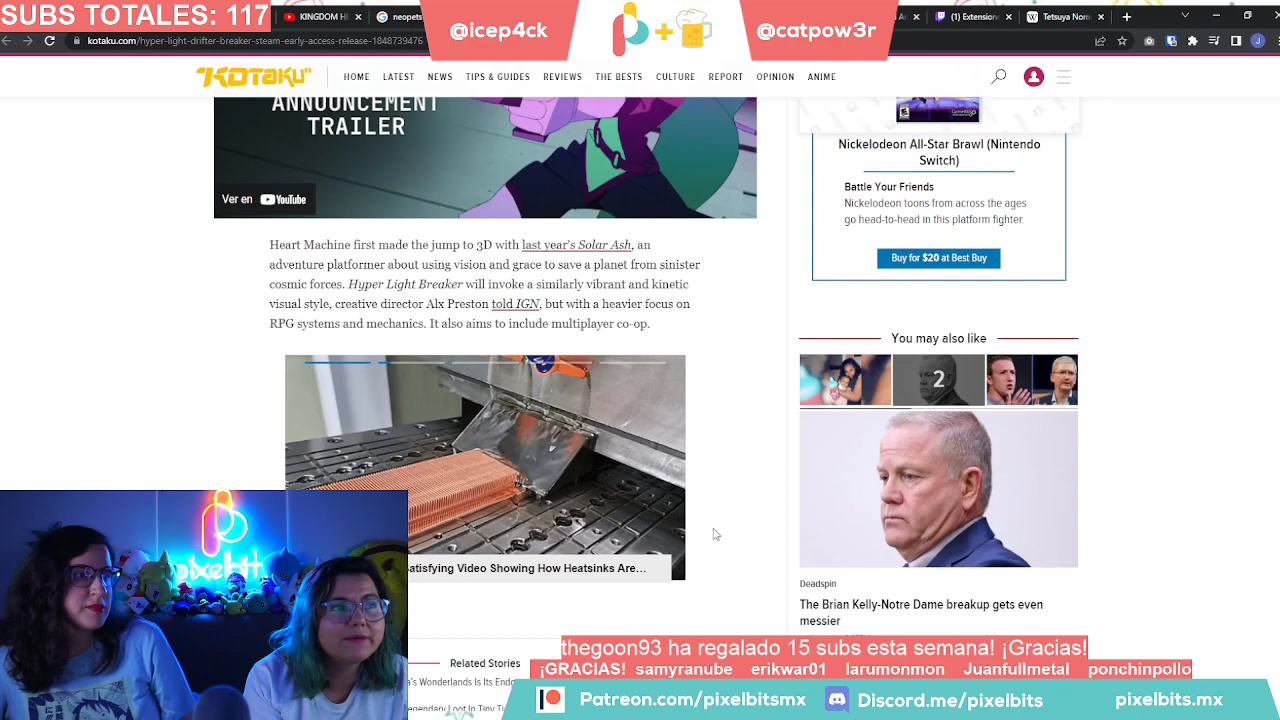 SUBS TOTALES: 117
KINGDOM H
neopets
(1) Extension
Tetsuya Nom
kotaku.com/hyper-light-drifter-breaker-steam-early-access-release-1848739476
@icep4ck
@catpow3r
KOTAKU
HOME
LATEST
NEWS
TIPS & GUIDES
REVIEWS
THE BESTS
CULTURE
REPORT
OPINION
ANIME
ANNOUNCEMENT
TRAILER
Ver en YouTube
Heart Machine first made the jump to 3D with last year's Solar Ash, an
adventure platformer about using vision and grace to save a planet from sinister
cosmic forces. Hyper Light Breaker will invoke a similarly vibrant and kinetic
visual style, creative director Alx Preston told IGN, but with a heavier focus on
RPG systems and mechanics. It also aims to include multiplayer co-op.
Nickelodeon All-Star Brawl (Nintendo
Switch)
Battle Your Friends
Nickelodeon toons from across the ages
go head-to-head in this platform fighter.
Buy for $20 at Best Buy
You may also like
2
atisfying Video Showing How Heatsinks Are...
Deadspin
The Brian Kelly-Notre Dame breakup gets even
messier
pixelbit
Related Stories
a's Wonderlands Is Its Endg
egendary Loot In Tiny Ti
thegoon93 ha regalado 15 subs esta semana! ¡Gracias!
¡GRACIAS! samyranube erikwar01 larumonmon Juanfullmetal ponchinpollo
Patreon.com/pixelbitsmx
Discord.me/pixelbits
pixelbits.mx